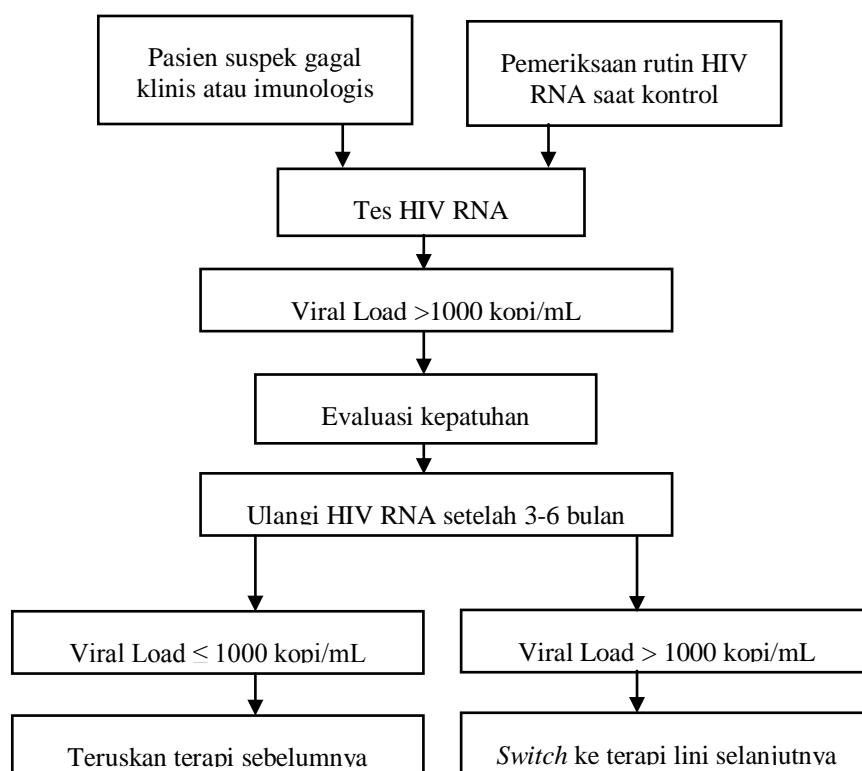 Pasien suspek gagal
klinis atau imunologis
Pemeriksaan rutin HIV
RNA saat kontrol
Tes HIV RNA
Viral Load >1000 kopi/mL
Evaluasi kepatuhan
Ulangi HIV RNA setelah 3-6 bulan
Viral Load ≤ 1000 kopi/mL
Viral Load > 1000 kopi/mL
Teruskan terapi sebelumnya
Switch ke terapi lini selanjutnya